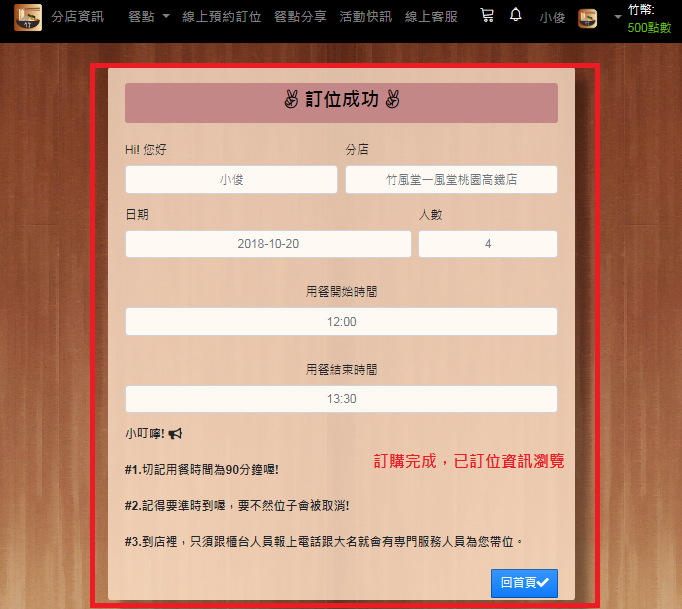 分店資訊 餐點 線上預約訂位 餐點分享 活動快訊 線上客服 小俊 竹幣:
500點數
訂位成功
Hi! 您好 分店
小俊 竹風堂一風堂桃園高鐵店
日期 人數
2018-10-20 4
用餐開始時間
12:00
用餐結束時間
13:30
小叮嚀!
#1.切記用餐時間為90分鐘喔!
訂購完成，已訂位資訊瀏覽
#2.記得要準時到喔，要不然位子會被取消!
#3.到店裡，只須跟櫃台人員報上電話跟大名就會有專門服務人員為您帶位。
回首頁